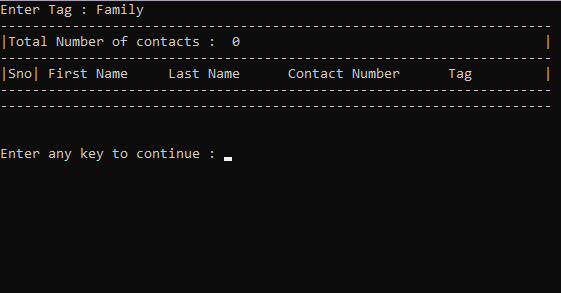 Enter Tag : Family
---------------------------------------------------------------------
|Total Number of contacts :  0                                      |
---------------------------------------------------------------------
|Sno| First Name     Last Name      Contact Number      Tag         |
---------------------------------------------------------------------
---------------------------------------------------------------------
Enter any key to continue :